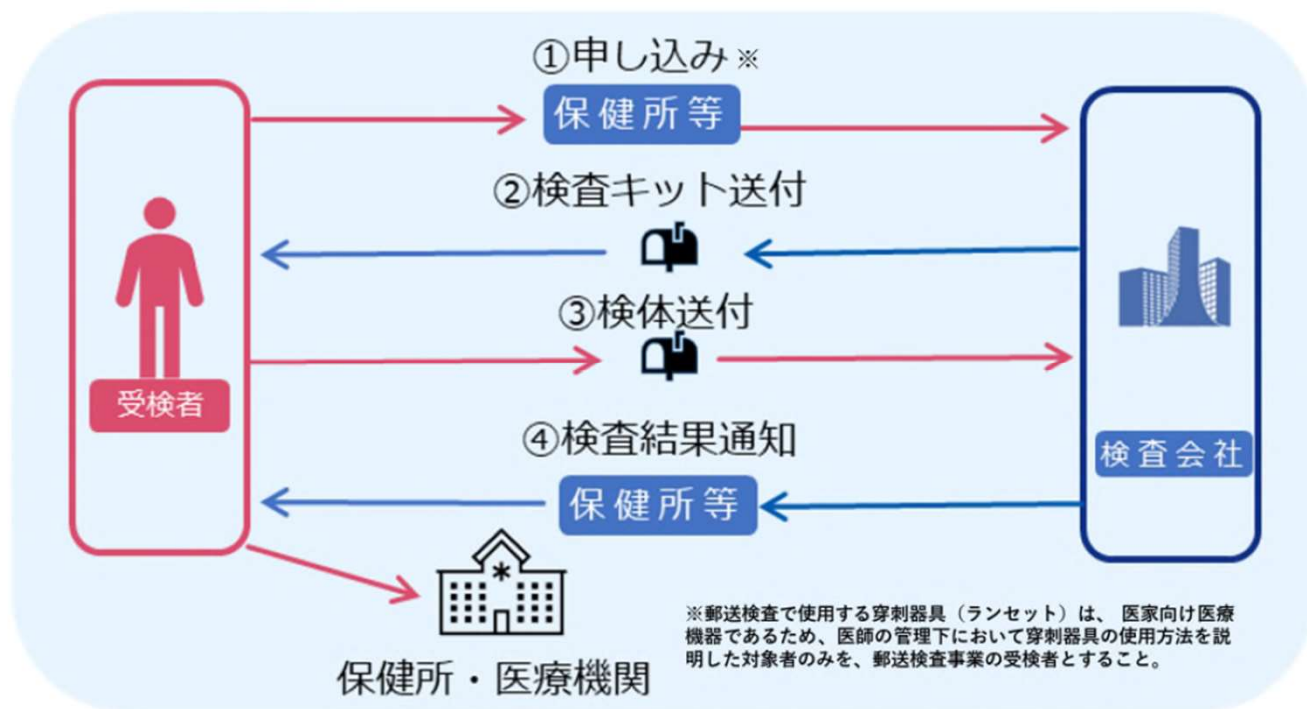 ①申し込み※
保健所等
②検査キット送付
③検体送付
受検者
④検査結果通知
検査会社
保健所等
※郵送検査で使用する穿刺器具（ランセット）は、 医家向け医療
機器であるため、医師の管理下において穿刺器具の使用方法を説
明した対象者のみを、郵送検査事業の受検者とすること。
保健所・医療機関